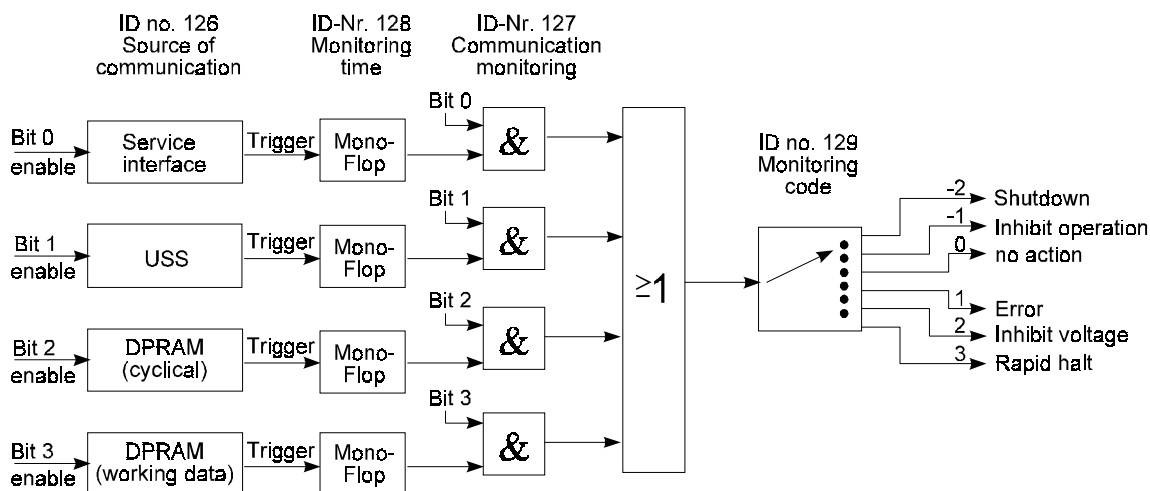 ID no. 126
Source of
communication
ID-Nr. 128
Monitoring
time
ID-Nr. 127
Communication
monitoring
Bit 0
enable
Service
interface
Trigger
Mono-
Flop
Bit 0
&
Bit 1
enable
USS
Trigger
Mono-
Flop
Bit 1
&
Bit 2
enable
DPRAM
(cyclical)
Trigger
Mono-
Flop
Bit 2
&
Bit 3
enable
DPRAM
(working data)
Trigger
Mono-
Flop
Bit 3
&
≥1
ID no. 129
Monitoring
code
-2 Shutdown
-1 Inhibit operation
0 no action
1 Error
2 Inhibit voltage
3 Rapid halt